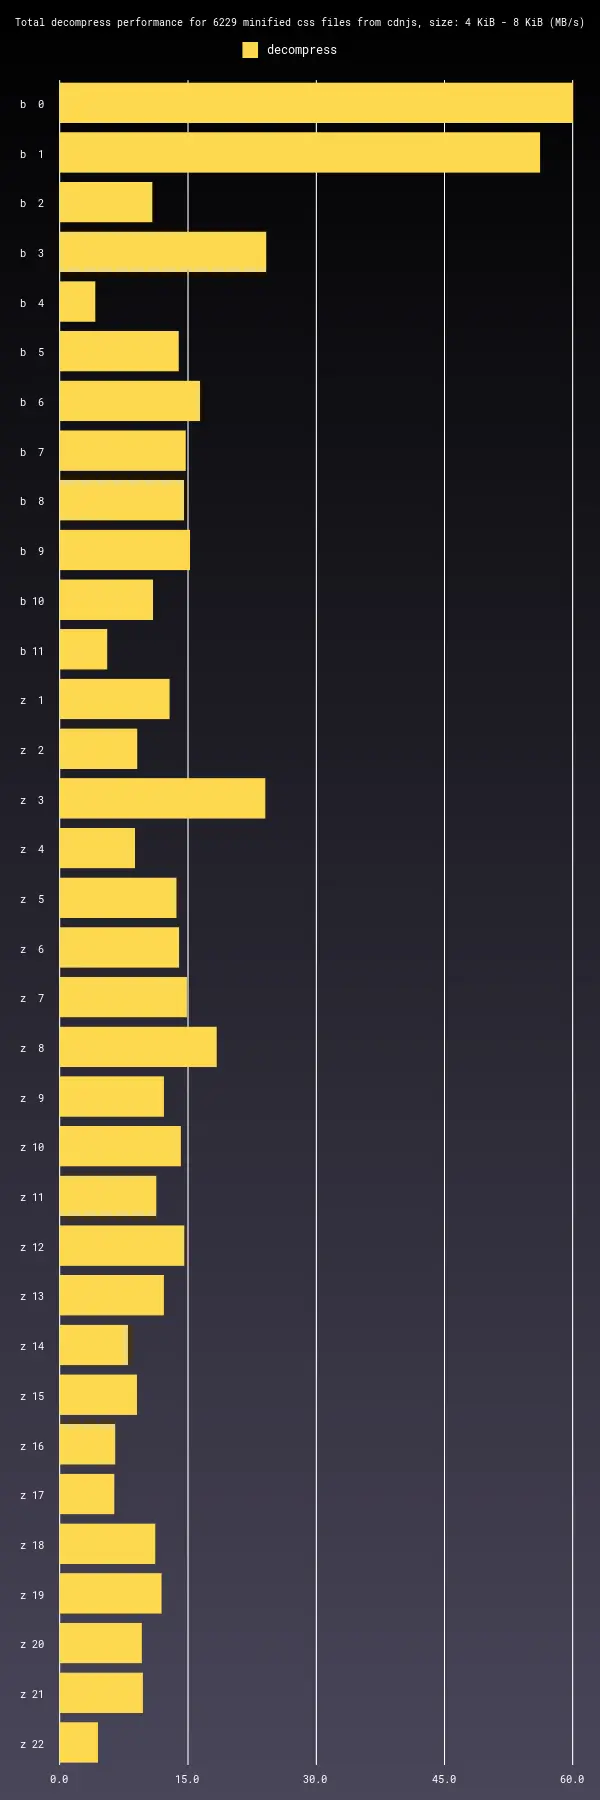 Total decompress performance for 6229 minified css files from cdnjs, size: 4 KiB - 8 KiB (MB/s)
decompress
b 0
b 1
b 2
b 3
b 4
b 5
b 6
b 7
b 8
b 9
b 10
b 11
z 1
z 2
z 3
z 4
z 5
z 6
z 7
z 8
z 9
z 10
z 11
z 12
z 13
z 14
z 15
z 16
z 17
z 18
z 19
z 20
z 21
z 22
0.0 15.0 30.0 45.0 60.0